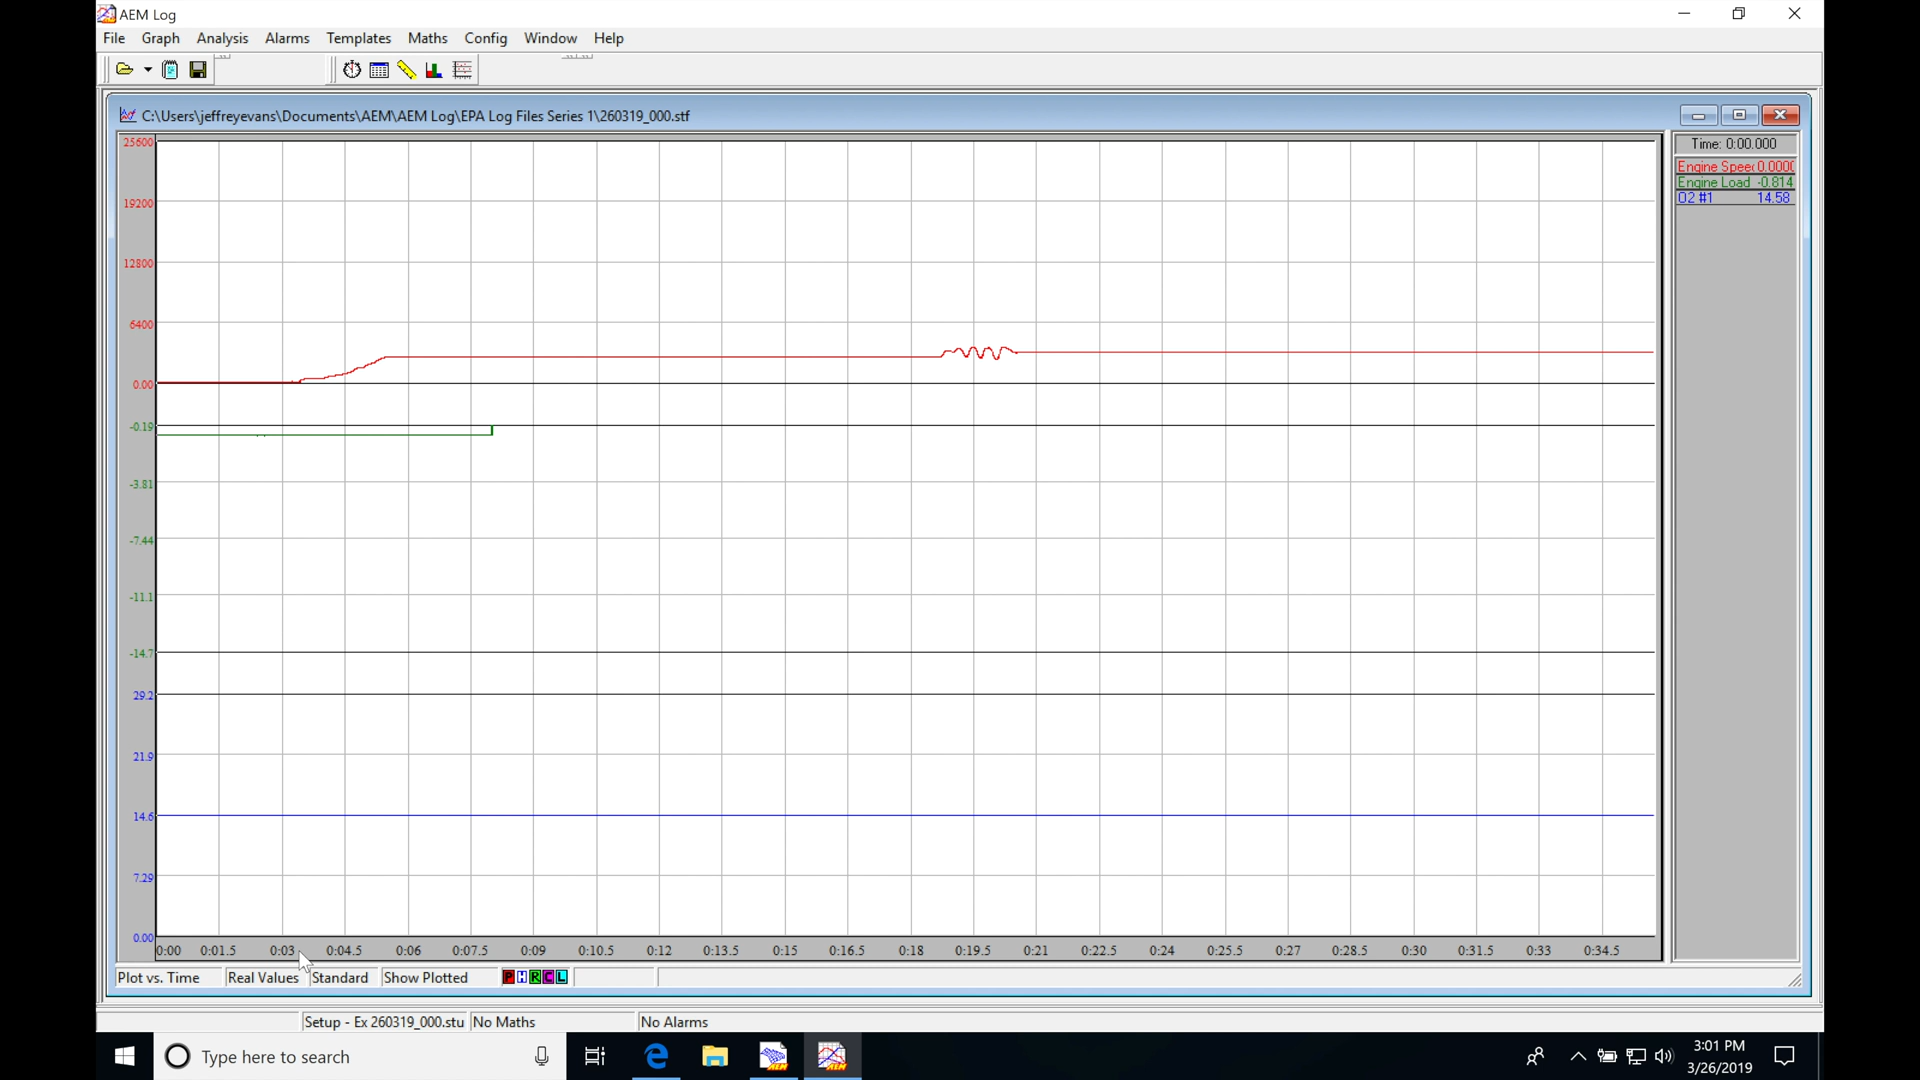 AEM Log
File Graph Analysis Alarms Templates Maths Config Window Help
C:\Users\jeffreyevans\Documents\AEM\AEM Log\EPA Log Files Series 1\260319_000.stf
Time: 0:00.000
Engine Spee 0.000
Engine Load -0.814
O2 #1 14.58
25600
19200
12800
6400
0.00
-0.19
-3.81
-7.44
-11.1
-14.7
29.2
21.9
14.6
7.29
0.00
0:00 0:01.5 0:03 0:04.5 0:06 0:07.5 0:09 0:10.5 0:12 0:13.5 0:15 0:16.5 0:18 0:19.5 0:21 0:22.5 0:24 0:25.5 0:27 0:28.5 0:30 0:31.5 0:33 0:34.5
Plot vs. Time Real Values Standard Show Plotted P H R C L
Setup - Ex 260319_000.stu No Maths No Alarms
Type here to search
AEM AEM
3:01 PM
3/26/2019